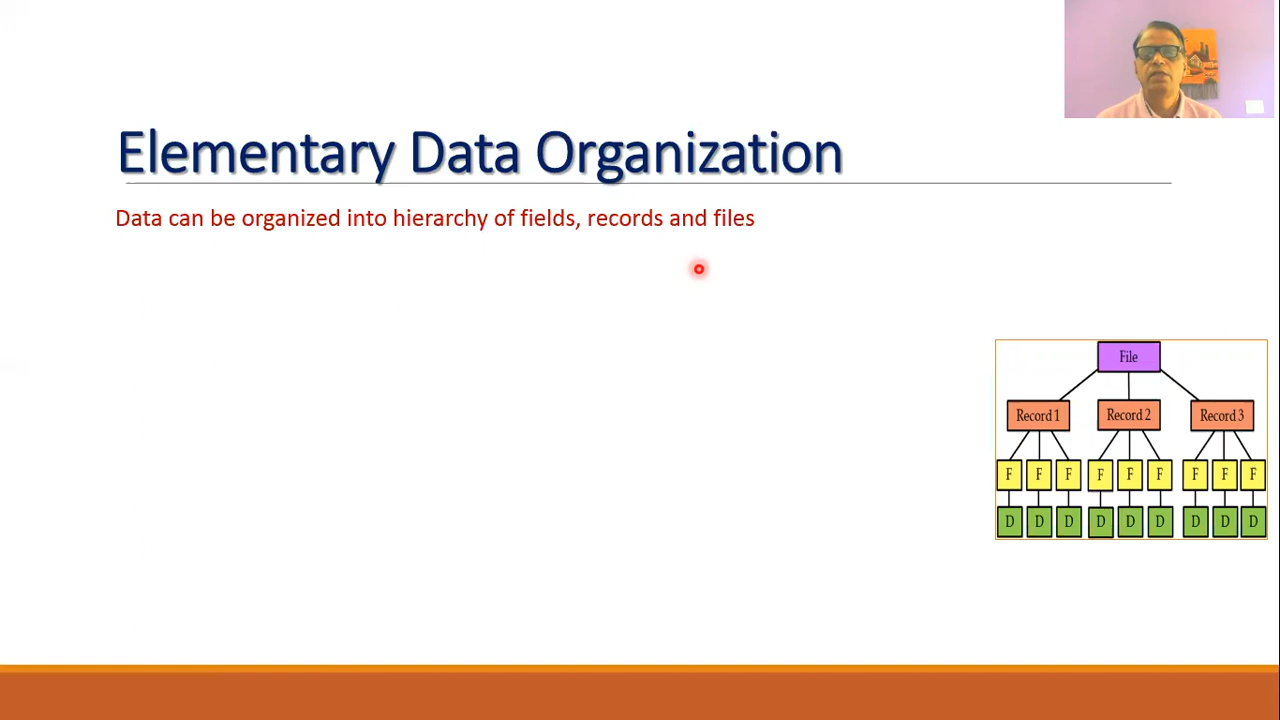 Elementary Data Organization
Data can be organized into hierarchy of fields, records and files
File
Record 1 Record 2 Record 3
F F F F F F F F F
D D D D D D D D D